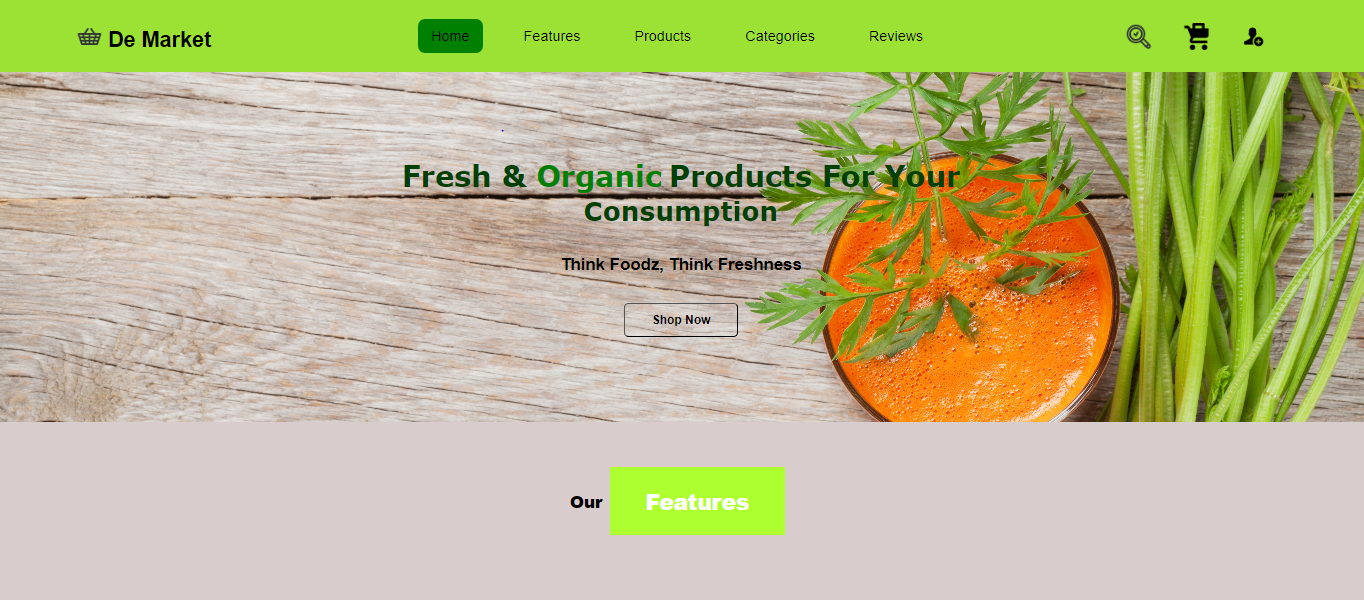 De Market
Home Features Products Categories Reviews
Fresh & Organic Products For Your
Consumption
Think Foodz, Think Freshness
Shop Now
Our Features